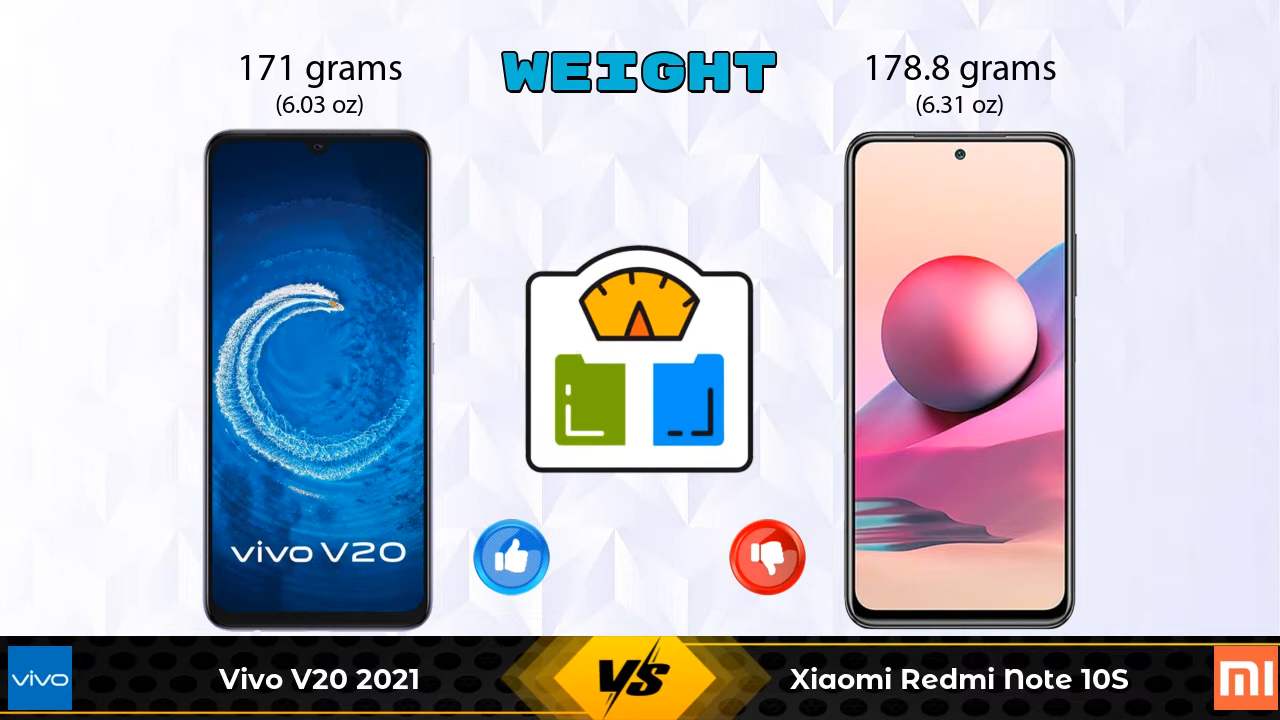 171 grams
(6.03 oz)
WEIGHT
178.8 grams
(6.31 oz)
vivo V20
vivo
Vivo V20 2021
VS
Xiaomi Redmi Note 10S
MI